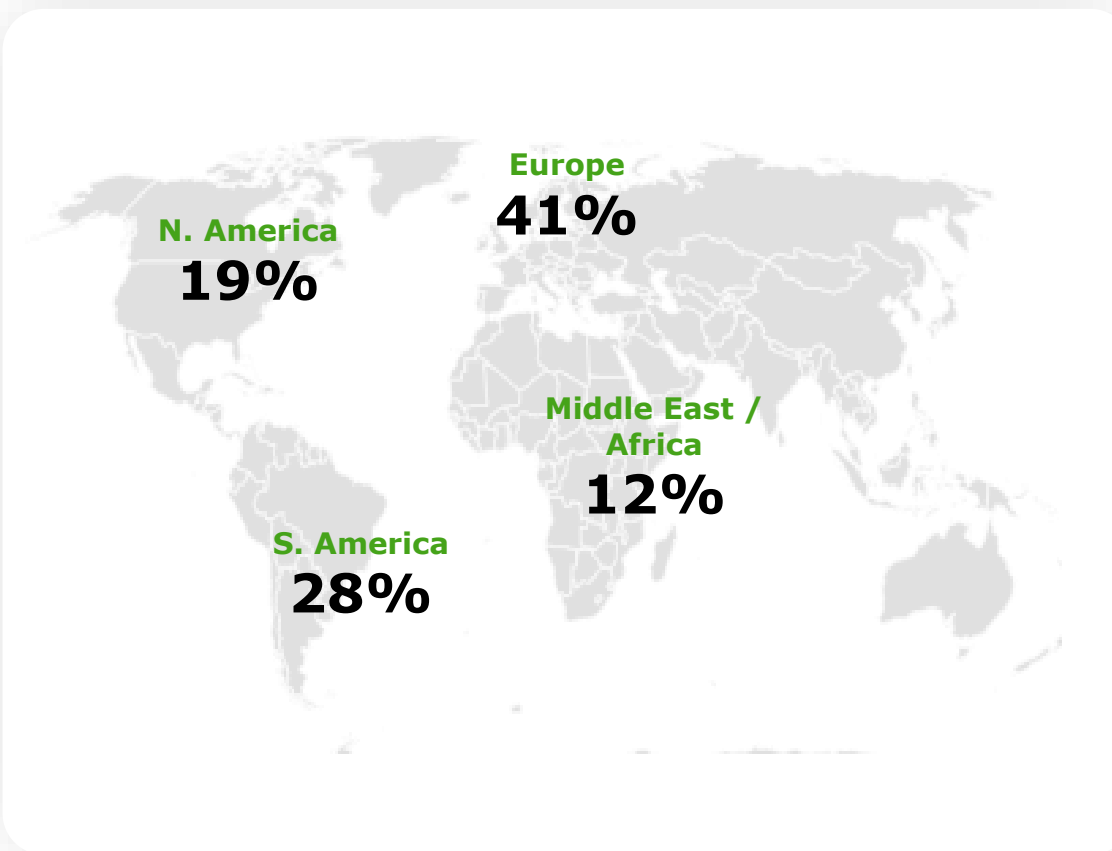 Europe
41%
N. America
19%
Middle East /
Africa
12%
S. America
28%